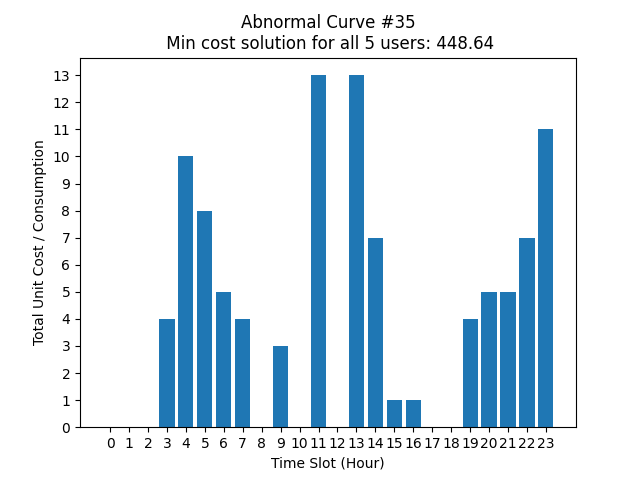 Abnormal Curve #35
Min cost solution for all 5 users: 448.64
Total Unit Cost / Consumption
13
12
11
10
9
8
7
6
5
4
3
2
1
0
0 1 2 3 4 5 6 7 8 9 10 11 12 13 14 15 16 17 18 19 20 21 22 23
Time Slot (Hour)